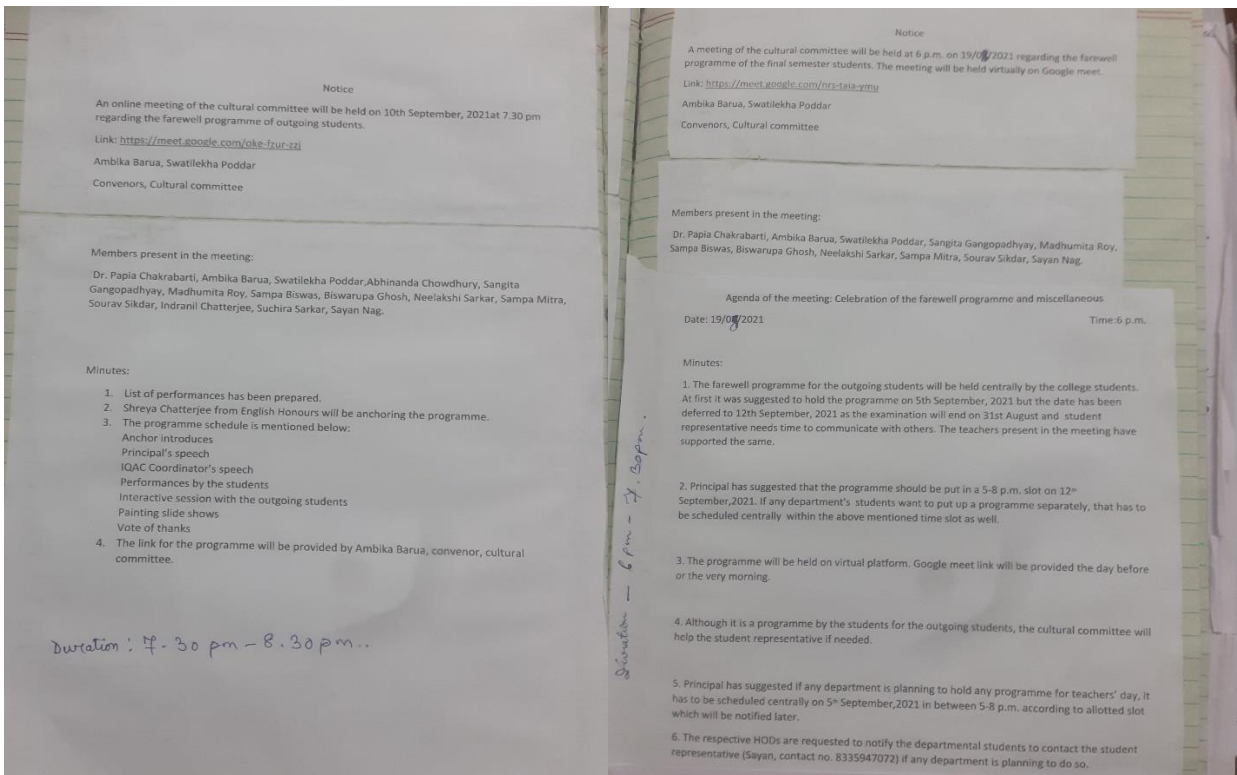 Notice
An online meeting of the cultural committee will be held on 10th September, 2021at 7.30 pm
regarding the farewell programme of outgoing students.
Link: https://meet.google.com/oke-fzur-zzj
Ambika Barua, Swatilekha Poddar
Convenors, Cultural committee
Members present in the meeting:
Dr. Papia Chakrabarti, Ambika Barua, Swatilekha Poddar,Abhinanda Chowdhury, Sangita
Gangopadhyay, Madhumita Roy, Sampa Biswas, Biswarupa Ghosh, Neelakshi Sarkar, Sampa Mitra,
Sourav Sikdar, Indranil Chatterjee, Suchira Sarkar, Sayan Nag.
Minutes:
1. List of performances has been prepared.
2. Shreya Chatterjee from English Honours will be anchoring the programme.
3. The programme schedule is mentioned below:
Anchor introduces
Principal's speech
IQAC Coordinator's speech
Performances by the students
Interactive session with the outgoing students
Painting slide shows
Vote of thanks
4. The link for the programme will be provided by Ambika Barua, convenor, cultural
committee.
Duration: 7.30 pm - 8.30 pm..
Notice
A meeting of the cultural committee will be held at 6 p.m. on 19/08/2021 regarding the farewell
programme of the final semester students. The meeting will be held virtually on Google meet.
Link: https://meet.google.com/nrs-taia-ymu
Ambika Barua, Swatilekha Poddar
Convenors, Cultural committee
Members present in the meeting:
Dr. Papia Chakrabarti, Ambika Barua, Swatilekha Poddar, Sangita Gangopadhyay, Madhumita Roy,
Sampa Biswas, Biswarupa Ghosh, Neelakshi Sarkar, Sampa Mitra, Sourav Sikdar, Sayan Nag.
Agenda of the meeting: Celebration of the farewell programme and miscellaneous
Date: 19/08/2021 Time:6 p.m.
Minutes:
1. The farewell programme for the outgoing students will be held centrally by the college students.
At first it was suggested to hold the programme on 5th September, 2021 but the date has been
deferred to 12th September, 2021 as the examination will end on 31st August and student
representative needs time to communicate with others. The teachers present in the meeting have
supported the same.
2. Principal has suggested that the programme should be put in a 5-8 p.m. slot on 12th
September,2021. If any department's students want to put up a programme separately, that has to
be scheduled centrally within the above mentioned time slot as well.
3. The programme will be held on virtual platform. Google meet link will be provided the day before
or the very morning.
4. Although it is a programme by the students for the outgoing students, the cultural committee will
help the student representative if needed.
5. Principal has suggested if any department is planning to hold any programme for teachers' day, it
has to be scheduled centrally on 5th September,2021 in between 5-8 p.m. according to allotted slot
which will be notified later.
6. The respective HODs are requested to notify the departmental students to contact the student
representative (Sayan, contact no. 8335947072) if any department is planning to do so.
Duration - 6 pm - 7.30pm.